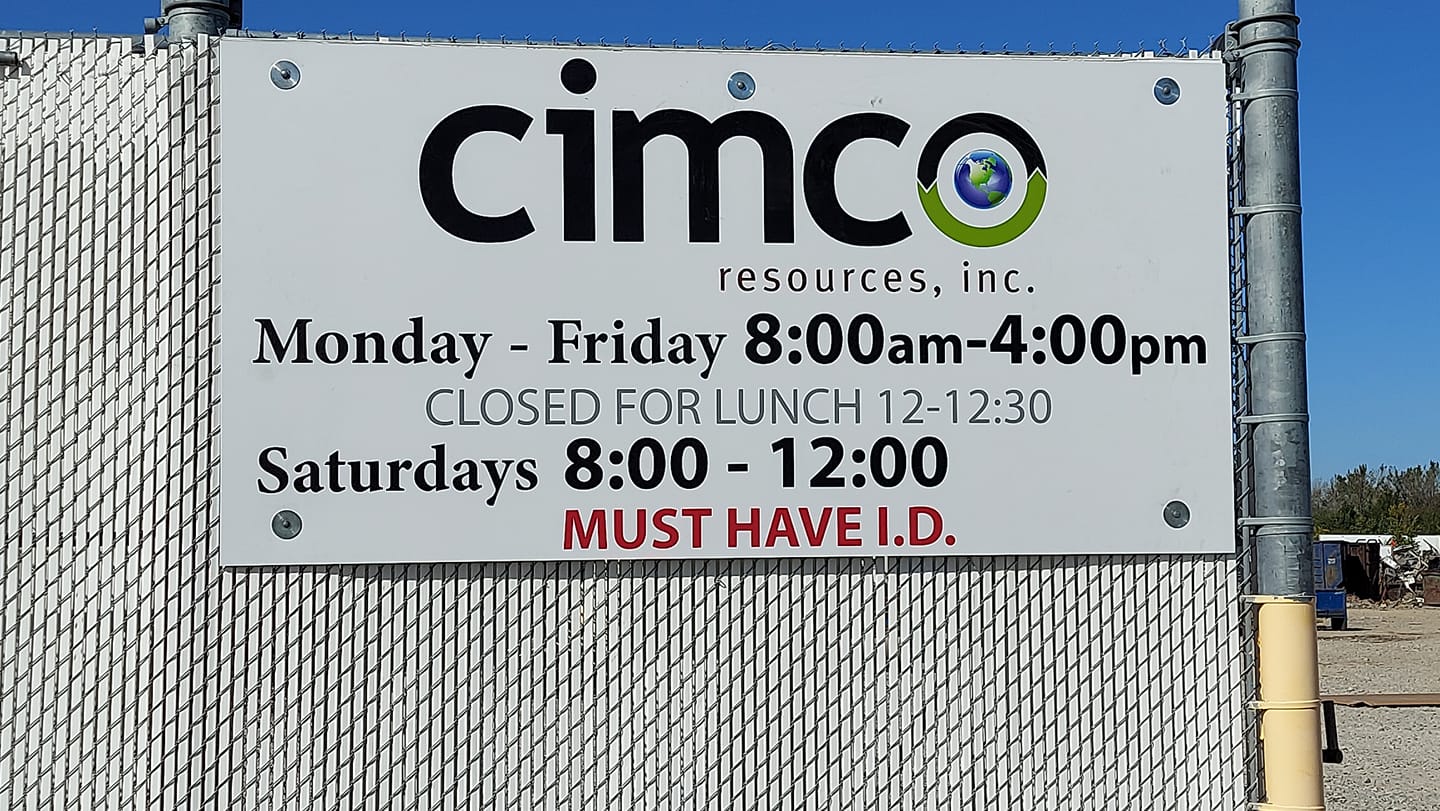 cimco
resources, inc.
Monday - Friday 8:00am-4:00pm
CLOSED FOR LUNCH 12-12:30
Saturdays 8:00 - 12:00
MUST HAVE I.D.